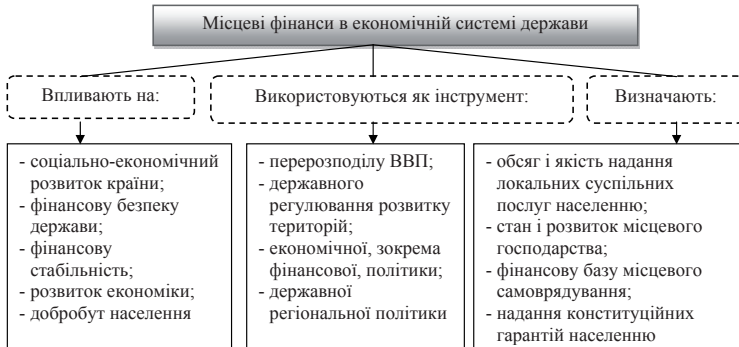 Місцеві фінанси в економічній системі держави
Впливають на:
Використовуються як інструмент:
Визначають:
- соціально-економічний
розвиток країни;
- фінансову безпеку
держави;
- фінансову
стабільність;
- розвиток економіки;
- добробут населення
- перерозподілу ВВП;
- державного
регулювання розвитку
територій;
- економічної, зокрема
фінансової, політики;
- державної
регіональної політики
- обсяг і якість надання
локальних суспільних
послуг населенню;
- стан і розвиток місцевого
господарства;
- фінансову базу місцевого
самоврядування;
- надання конституційних
гарантій населенню